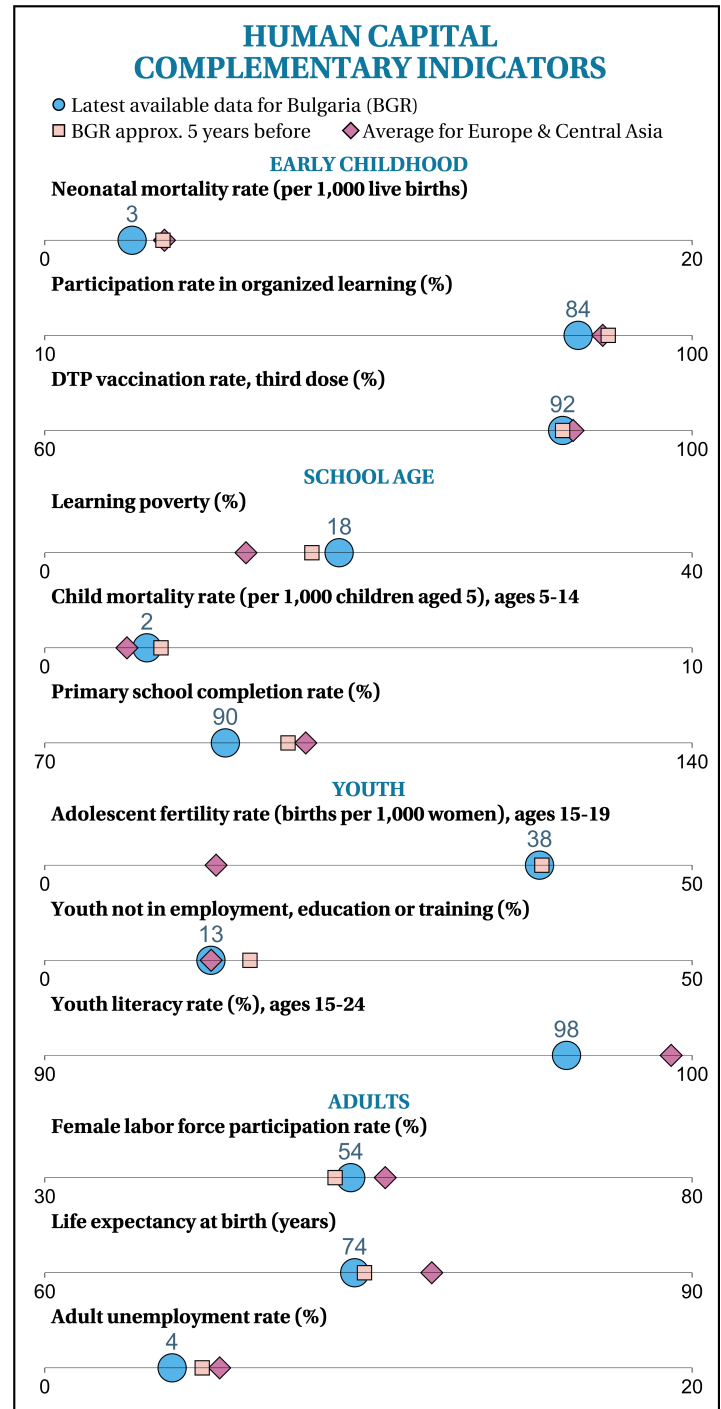 HUMAN CAPITAL
COMPLEMENTARY INDICATORS
Latest available data for Bulgaria (BGR)
BGR approx. 5 years before Average for Europe & Central Asia
EARLY CHILDHOOD
Neonatal mortality rate (per 1,000 live births)
3
0 20
Participation rate in organized learning (%)
84
10 100
DTP vaccination rate, third dose (%)
92
60 100
SCHOOL AGE
Learning poverty (%)
18
0 40
Child mortality rate (per 1,000 children aged 5), ages 5-14
2
0 10
Primary school completion rate (%)
90
70 140
YOUTH
Adolescent fertility rate (births per 1,000 women), ages 15-19
38
0 50
Youth not in employment, education or training (%)
13
0 50
Youth literacy rate (%), ages 15-24
98
90 100
ADULTS
Female labor force participation rate (%)
54
30 80
Life expectancy at birth (years)
74
60 90
Adult unemployment rate (%)
4
0 20